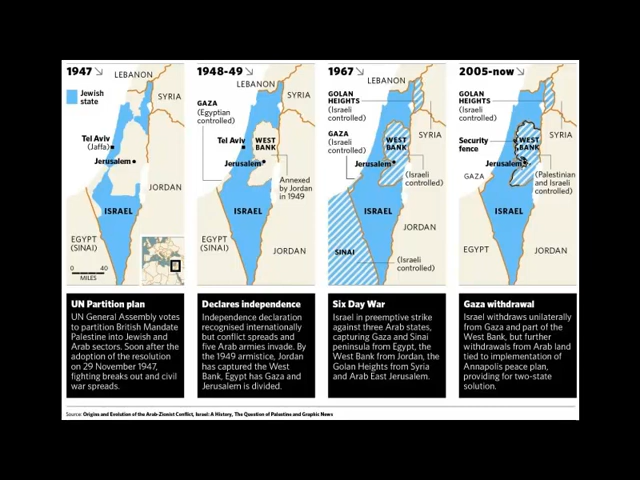 1947
LEBANON
Jewish
state
SYRIA
Tel Aviv
(Jaffa)
Jerusalem
JORDAN
ISRAEL
EGYPT
(SINAI)
0 40
MILES
UN Partition plan
UN General Assembly votes
to partition British Mandate
Palestine into Jewish and
Arab sectors. Soon after the
adoption of the resolution
on 29 November 1947,
fighting breaks out and civil
war spreads.
1948-49
LEBANON
GAZA
(Egyptian
controlled)
SYRIA
Tel Aviv
WEST
BANK
Jerusalem
Annexed
by Jordan
in 1949
ISRAEL
EGYPT
(SINAI)
JORDAN
Declares independence
Independence declaration
recognised internationally
but conflict spreads and
five Arab armies invade. By
the 1949 armistice, Jordan
has captured the West
Bank, Egypt has Gaza and
Jerusalem is divided.
1967
LEBANON
GOLAN
HEIGHTS
(Israeli
controlled)
SYRIA
GAZA
(Israeli
controlled)
WEST
BANK
Jerusalem
(Israeli
controlled)
ISRAEL
JORDAN
SINAI
(Israeli
controlled)
Six Day War
Israel in preemptive strike
against three Arab states,
capturing Gaza and Sinai
peninsula from Egypt, the
West Bank from Jordan, the
Golan Heights from Syria
and Arab East Jerusalem.
2005-now
LEBANON
GOLAN
HEIGHTS
(Israeli
controlled)
SYRIA
Security
fence
WEST
BANK
Jerusalem
GAZA
(Palestinian
and Israeli
controlled)
ISRAEL
EGYPT
JORDAN
Gaza withdrawal
Israel withdraws unilaterally
from Gaza and part of the
West Bank, but further
withdrawals from Arab land
tied to implementation of
Annapolis peace plan,
providing for two-state
solution.
Source: Origins and Evolution of the Arab-Zionist Conflict, Israel: A History, The Question of Palestine and Graphic News